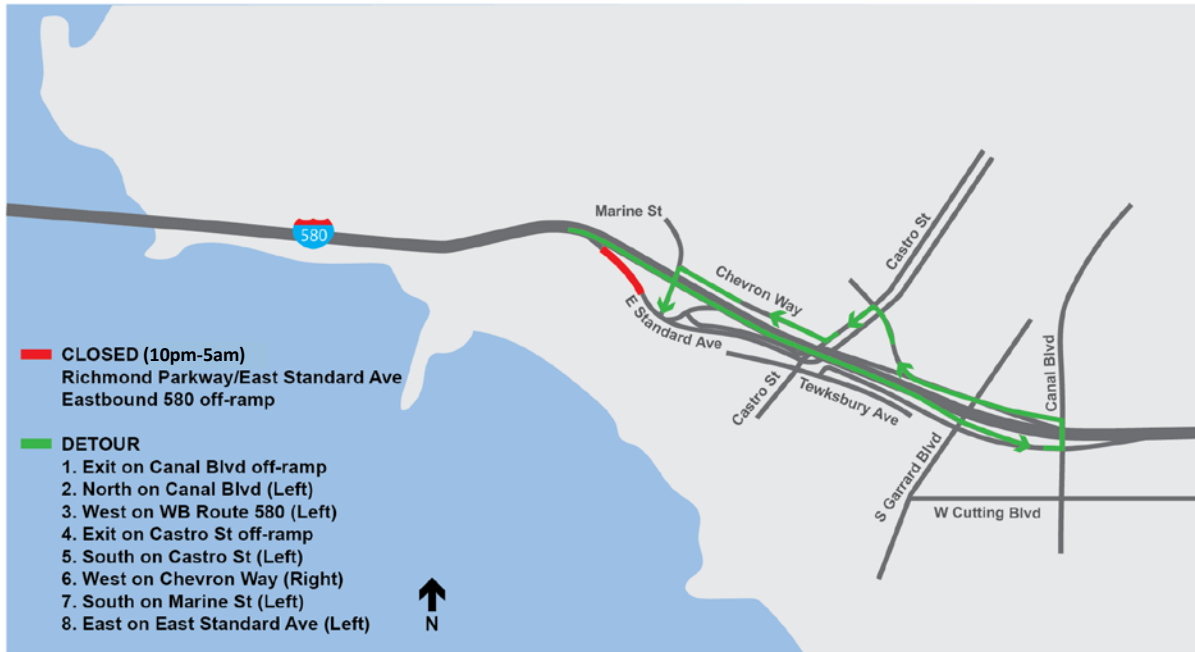 580
Marine St
Castro St
Chevron Way
E Standard Ave
Castro St
Tewksbury Ave
Canal Blvd
S Garrard Blvd
W Cutting Blvd
CLOSED (10pm-5am)
Richmond Parkway/East Standard Ave
Eastbound 580 off-ramp
DETOUR
1. Exit on Canal Blvd off-ramp
2. North on Canal Blvd (Left)
3. West on WB Route 580 (Left)
4. Exit on Castro St off-ramp
5. South on Castro St (Left)
6. West on Chevron Way (Right)
7. South on Marine St (Left)
8. East on East Standard Ave (Left)
N